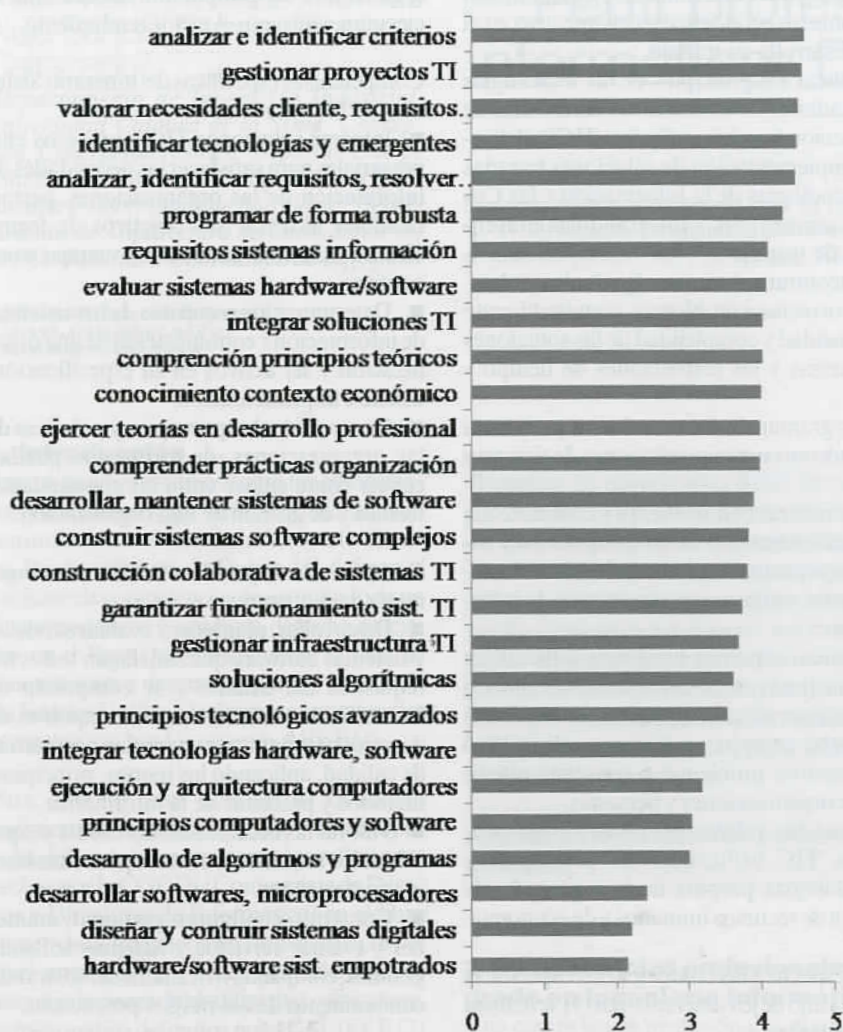 analizar e identificar criterios
gestionar proyectos TI
valorar necesidades cliente, requisitos..
identificar tecnologías y emergentes
analizar, identificar requisitos, resolver..
programar de forma robusta
requisitos sistemas información
evaluar sistemas hardware/software
integrar soluciones TI
comprención principios teóricos
conocimiento contexto económico
ejercer teorías en desarrollo profesional
comprender prácticas organización
desarrollar, mantener sistemas de software
construir sistemas software complejos
construcción colaborativa de sistemas TI
garantizar funcionamiento sist. TI
gestionar infraestructura TI
soluciones algorítmicas
principios tecnológicos avanzados
integrar tecnologías hardware, software
ejecución y arquitectura computadores
principios computadores y software
desarrollo de algoritmos y programas
desarrollar softwares, microprocesadores
diseñar y contruir sistemas digitales
hardware/software sist. empotrados
0 1 2 3 4 5